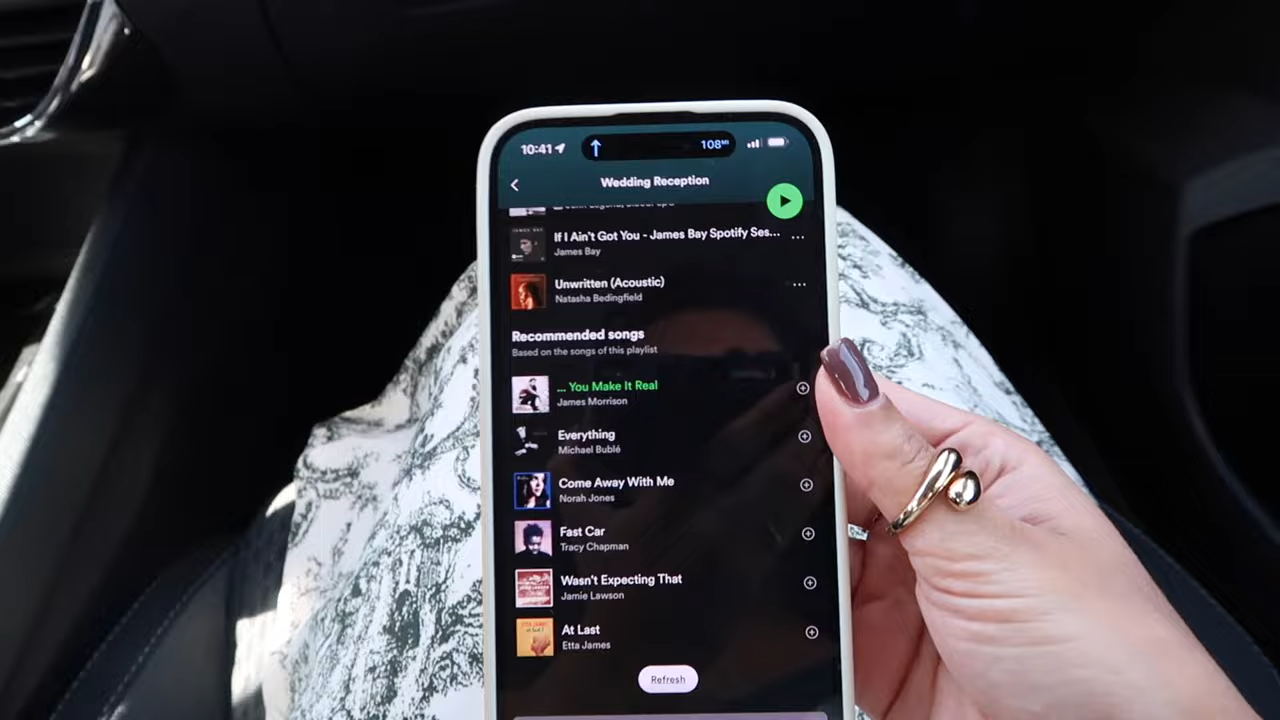 10:41
108MI
Wedding Reception
If I Ain't Got You - James Bay Spotify Ses...
James Bay
Unwritten (Acoustic)
Natasha Bedingfield
Recommended songs
Based on the songs of this playlist
... You Make It Real
James Morrison
Everything
Michael Bublé
Come Away With Me
Norah Jones
Fast Car
Tracy Chapman
Wasn't Expecting That
Jamie Lawson
At Last
Etta James
Refresh